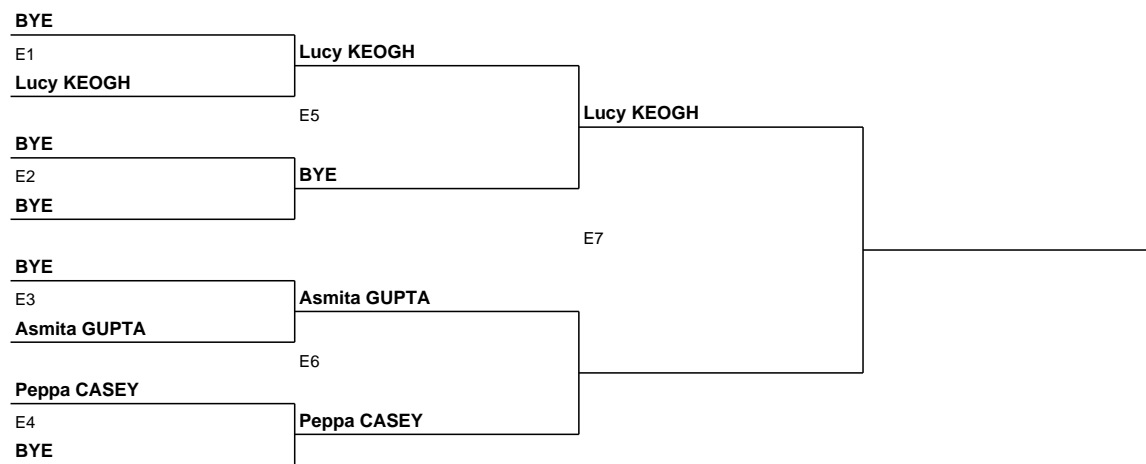 BYE
E1
Lucy KEOGH
Lucy KEOGH
E5
Lucy KEOGH
BYE
E2
BYE
BYE
E7
BYE
E3
Asmita GUPTA
Asmita GUPTA
E6
Peppa CASEY
E4
Peppa CASEY
BYE